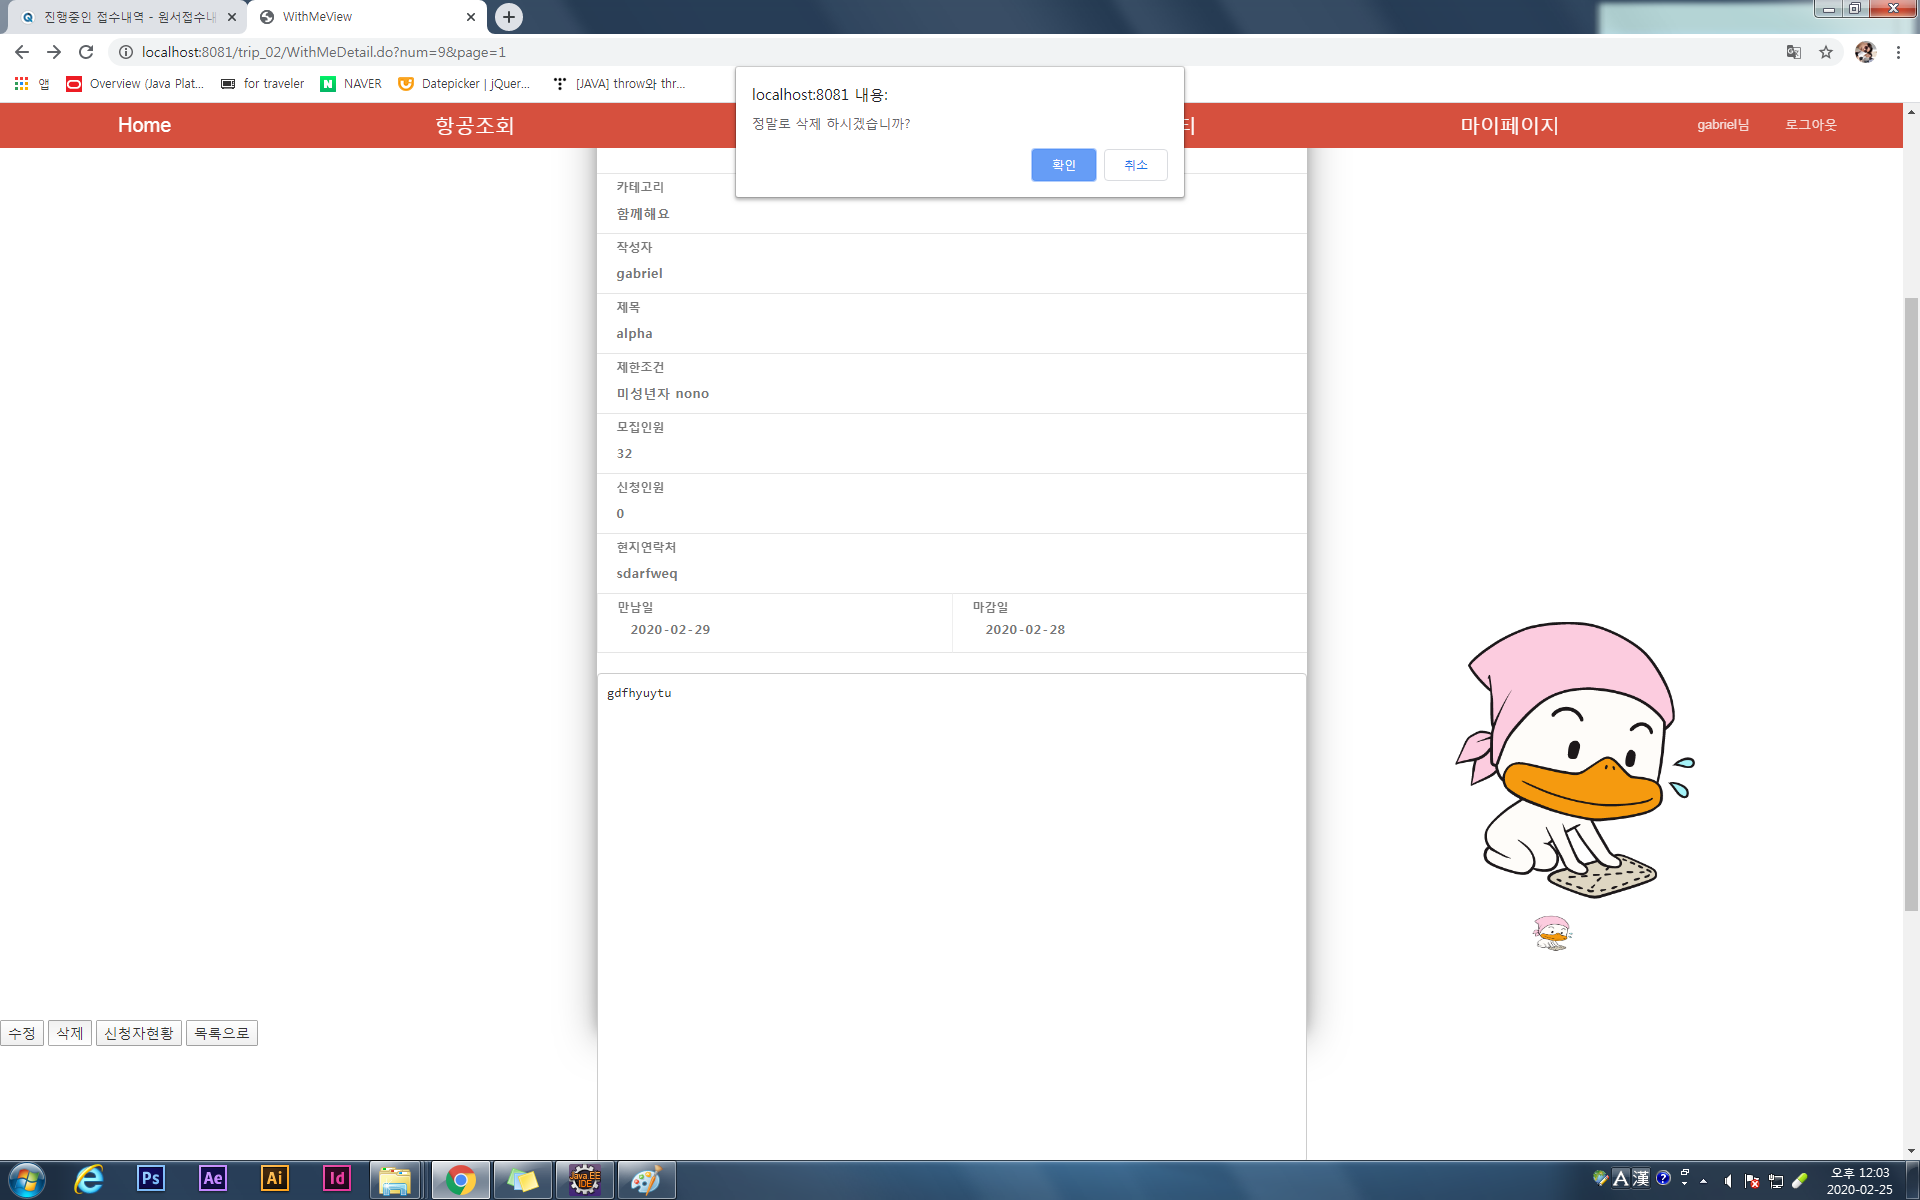 진행중인 접수내역 - 원서접수내
WithMeView
localhost:8081/trip_02/WithMeDetail.do?num=9&page=1
앱
Overview (Java Plat...
for traveler
NAVER
Datepicker | jQuer...
[JAVA] throw와 thr...
localhost:8081 내용:
정말로 삭제 하시겠습니까?
확인
취소
Home
항공조회
티
마이페이지
gabriel님
로그아웃
카테고리
함께해요
작성자
gabriel
제목
alpha
제한조건
미성년자 nono
모집인원
32
신청인원
0
현지연락처
sdarfweq
만남일
마감일
2020-02-29
2020-02-28
gdfhyuytu
수정
삭제
신청자현황
목록으로
Ps
Ae
Ai
Id
Java EE
IDE
A
漢
오후 12:03
2020-02-25